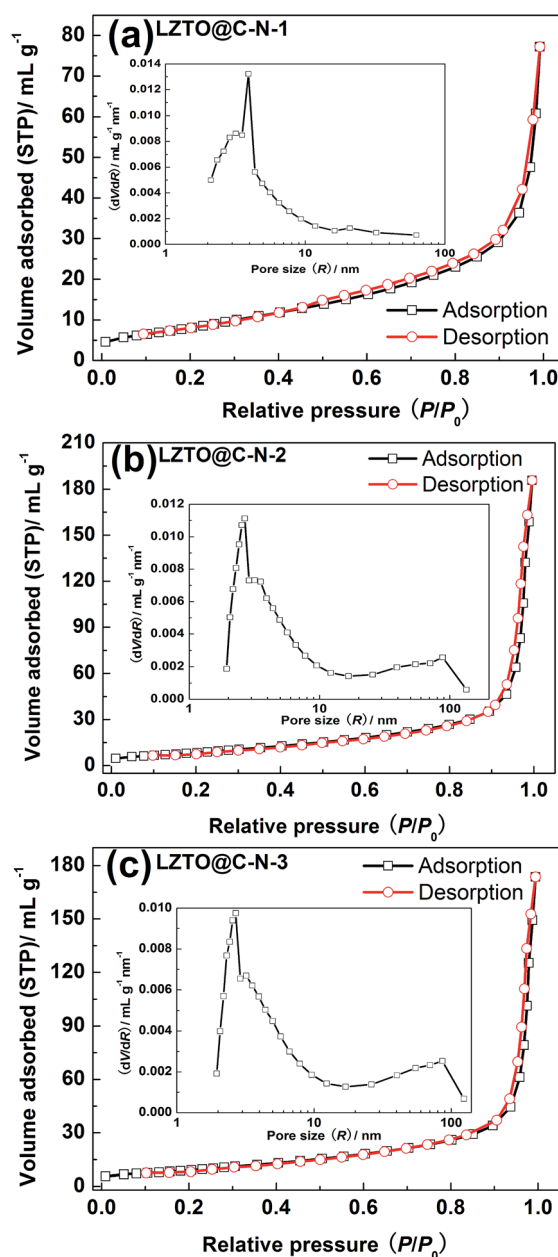 (a) LZTO@C-N-1
Volume adsorbed (STP)/ mL g-1
80
70
60
50
40
30
20
10
0
0.0 0.2 0.4 0.6 0.8 1.0
Relative pressure（P/P0）
Adsorption
Desorption
（dV/dR）/ mL g-1 nm-1
0.014
0.012
0.010
0.008
0.006
0.004
0.002
0.000
1 10 100
Pore size（R）/ nm
(b) LZTO@C-N-2
Adsorption
Desorption
Volume adsorbed (STP)/ mL g-1
210
180
150
120
90
60
30
0
0.0 0.2 0.4 0.6 0.8 1.0
Relative pressure（P/P0）
（dV/dR）/ mL g-1 nm-1
0.012
0.010
0.008
0.006
0.004
0.002
0.000
1 10 100
Pore size（R）/ nm
(c) LZTO@C-N-3
Adsorption
Desorption
Volume adsorbed (STP)/ mL g-1
180
150
120
90
60
30
0
0.0 0.2 0.4 0.6 0.8 1.0
Relative pressure（P/P0）
（dV/dR）/ mL g-1 nm-1
0.010
0.008
0.006
0.004
0.002
0.000
1 10 100
Pore size（R）/ nm